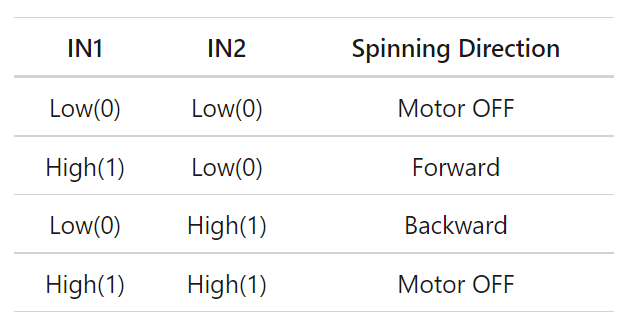 IN1 IN2 Spinning Direction
Low(0) Low(0) Motor OFF
High(1) Low(0) Forward
Low(0) High(1) Backward
High(1) High(1) Motor OFF